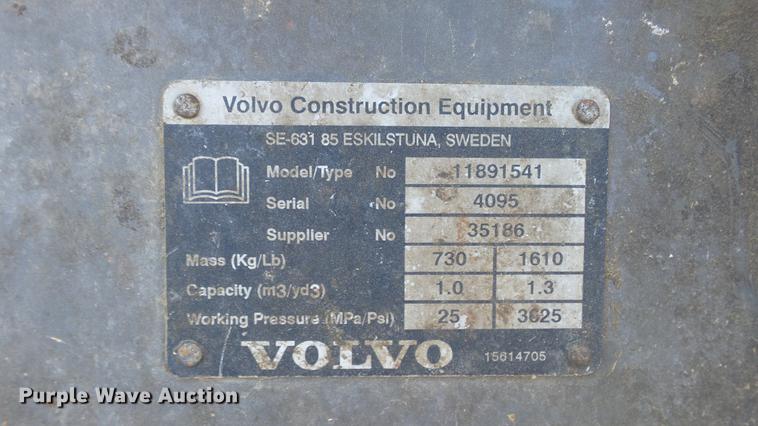 Volvo Construction Equipment
SE-631 85 ESKILSTUNA, SWEDEN
Model/Type No 11891541
Serial No 4095
Supplier No 35186
Mass (Kg/Lb) 730 1610
Capacity (m3/yd3) 1.0 1.3
Working Pressure (MPa/Psi) 25 3625
VOLVO 15614705
Purple Wave Auction